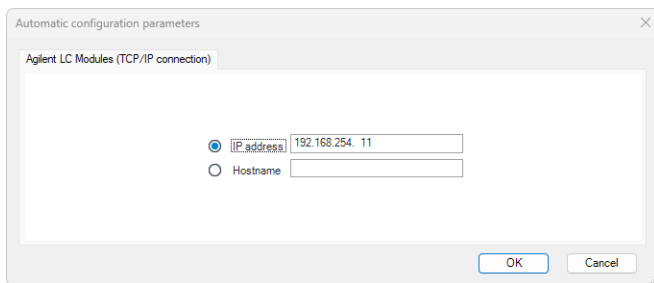 Automatic configuration parameters
Agilent LC Modules (TCP/IP connection)
IP address 192.168.254. 11
Hostname
OK Cancel